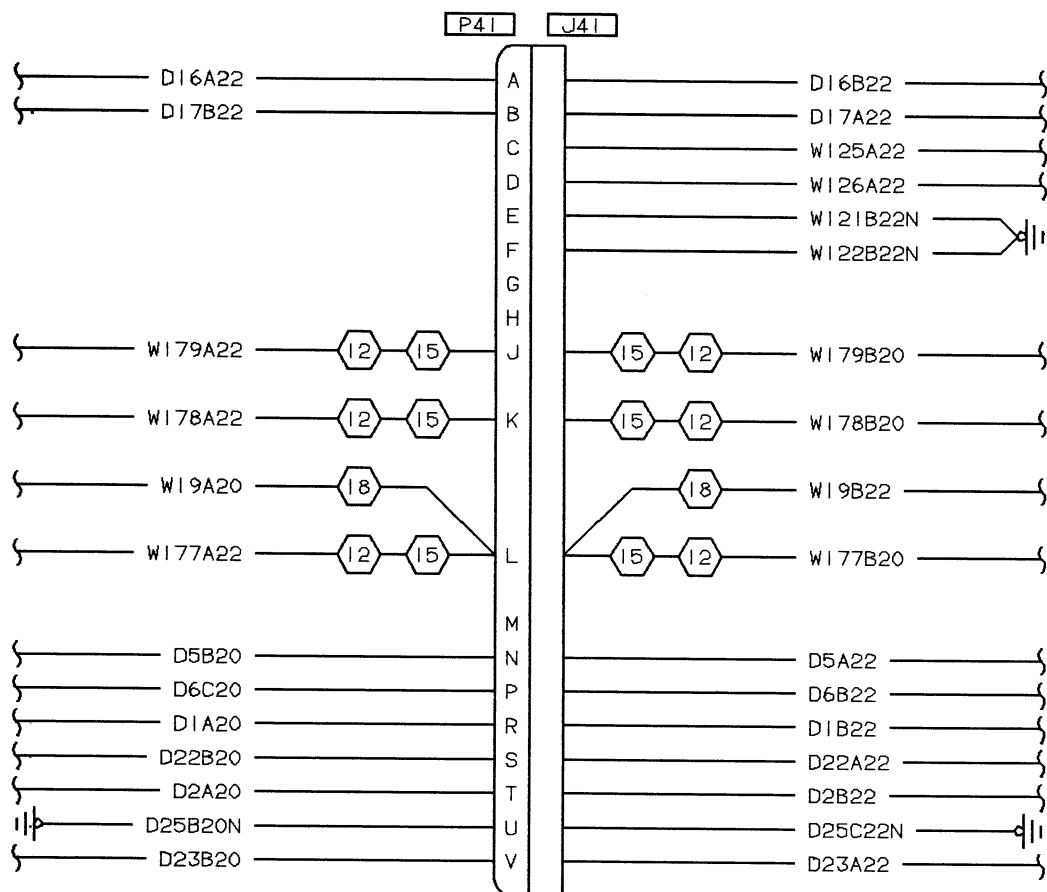 P41 J41
D16A22 A D16B22
D17B22 B D17A22
C W125A22
D W126A22
E W121B22N
F W122B22N
G
H
W179A22 12 15 J 15 12 W179B20
W178A22 12 15 K 15 12 W178B20
W19A20 18 18 W19B22
W177A22 12 15 L 15 12 W177B20
M
D5B20 N D5A22
D6C20 P D6B22
D1A20 R D1B22
D22B20 S D22A22
D2A20 T D2B22
D25B20N U D25C22N
D23B20 V D23A22